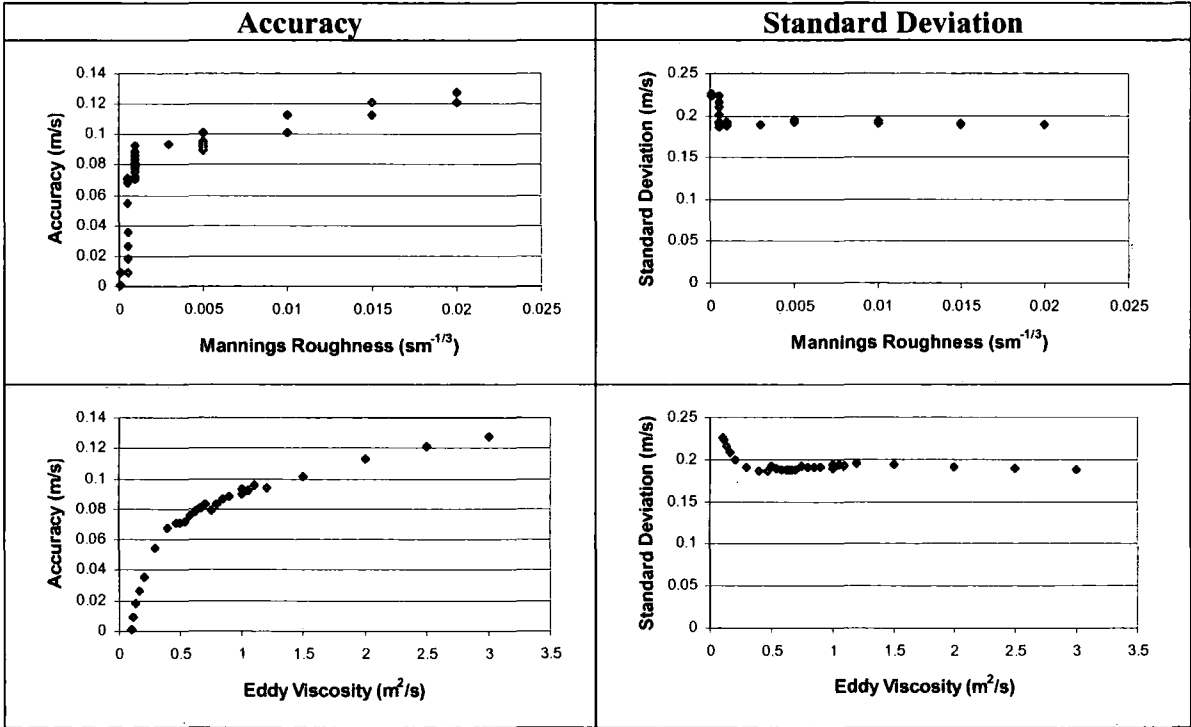 Accuracy
Standard Deviation
0.14
0.12
0.1
0.08
0.06
0.04
0.02
0
Accuracy (m/s)
0 0.005 0.01 0.015 0.02 0.025
Mannings Roughness (sm-1/3)
0.25
0.2
0.15
0.1
0.05
0
Standard Deviation (m/s)
0 0.005 0.01 0.015 0.02 0.025
Mannings Roughness (sm-1/3)
0.14
0.12
0.1
0.08
0.06
0.04
0.02
0
Accuracy (m/s)
0 0.5 1 1.5 2 2.5 3 3.5
Eddy Viscosity (m2/s)
0.25
0.2
0.15
0.1
0.05
0
Standard Deviation (m/s)
0 0.5 1 1.5 2 2.5 3 3.5
Eddy Viscosity (m2/s)